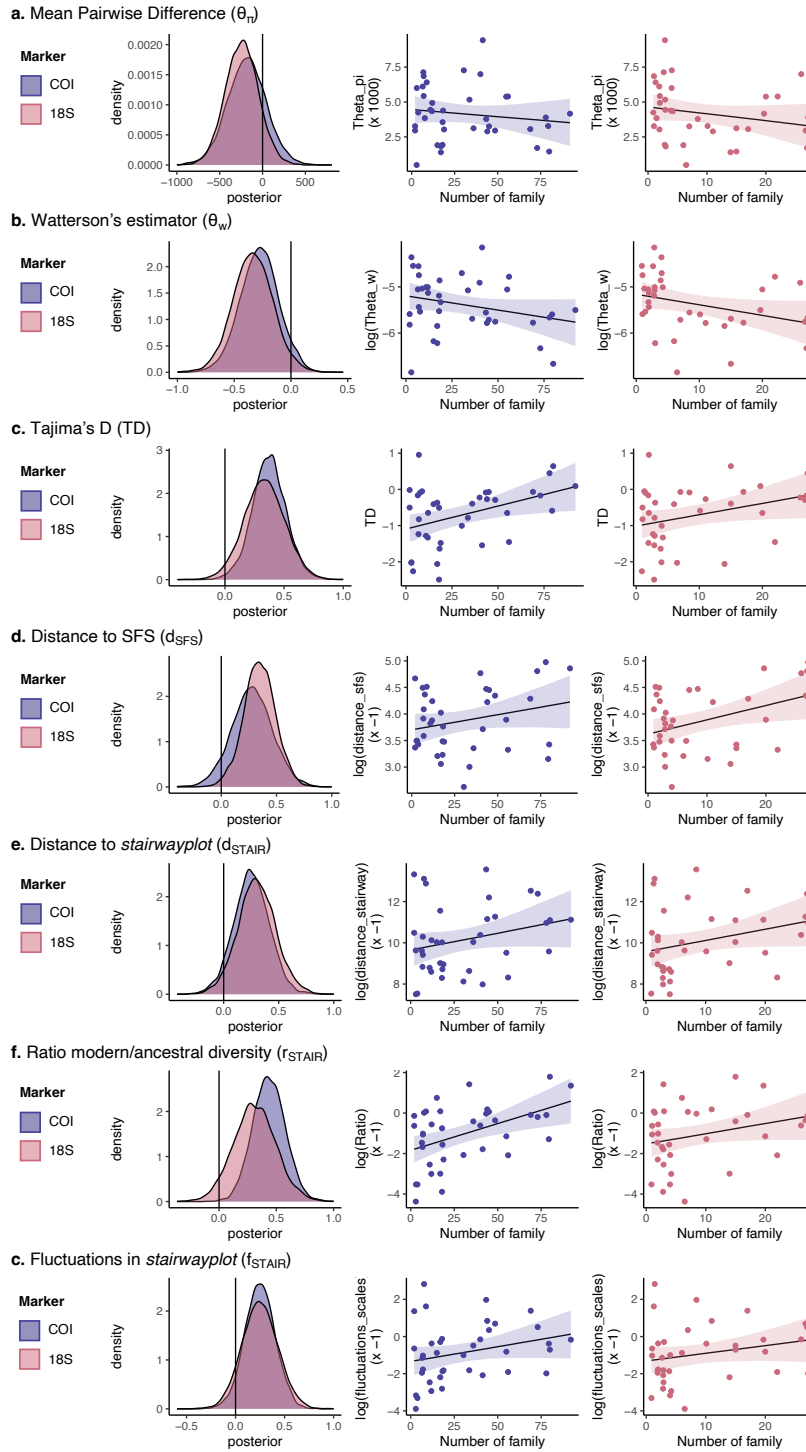 a. Mean Pairwise Difference (θπ)
Marker
COI
18S
density
0.0020
0.0015
0.0010
0.0005
0.0000
-1000 -500 0 500
posterior
Theta_pi
(x 1000)
7.5
5.0
2.5
0 25 50 75
Number of family
Theta_pi
(x 1000)
7.5
5.0
2.5
0 10 20
Number of family
b. Watterson's estimator (θw)
Marker
COI
18S
density
2.0
1.5
1.0
0.5
0.0
-1.0 -0.5 0.0 0.5
posterior
log(Theta_w)
−5
−6
0 25 50 75
Number of family
log(Theta_w)
−5
−6
0 10 20
Number of family
c. Tajima's D (TD)
Marker
COI
18S
density
3
2
1
0
0.0 0.5 1.0
posterior
TD
1
0
−1
−2
0 25 50 75
Number of family
TD
1
0
−1
−2
0 10 20
Number of family
d. Distance to SFS (dSFS)
Marker
COI
18S
density
2
1
0
0.0 0.5 1.0
posterior
log(distance_sfs)
(x −1)
5.0
4.5
4.0
3.5
3.0
0 25 50 75
Number of family
log(distance_sfs)
(x −1)
5.0
4.5
4.0
3.5
3.0
0 10 20
Number of family
e. Distance to stairwayplot (dSTAIR)
Marker
COI
18S
density
2
1
0
0.0 0.5 1.0
posterior
log(distance_stairway)
(x −1)
12
10
8
0 25 50 75
Number of family
log(distance_stairway)
(x −1)
12
10
8
0 10 20
Number of family
f. Ratio modern/ancestral diversity (rSTAIR)
Marker
COI
18S
density
2
1
0
0.0 0.5 1.0
posterior
log(Ratio)
(x −1)
2
0
−2
−4
0 25 50 75
Number of family
log(Ratio)
(x −1)
2
0
−2
−4
0 10 20
Number of family
c. Fluctuations in stairwayplot (fSTAIR)
Marker
COI
18S
density
2
1
0
−0.5 0.0 0.5 1.0
posterior
log(fluctuations_scales)
(x −1)
2
0
−2
−4
0 25 50 75
Number of family
log(fluctuations_scales)
(x −1)
2
0
−2
−4
0 10 20
Number of family